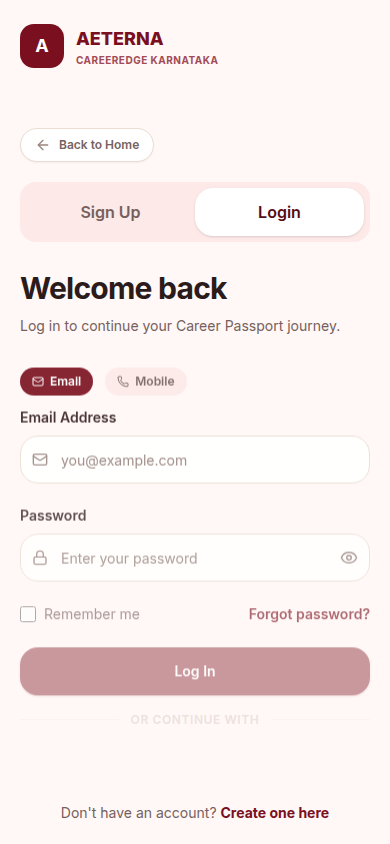 A
AETERNA
CAREEREDGE KARNATAKA
Back to Home
Sign Up
Login
Welcome back
Log in to continue your Career Passport journey.
Email
Mobile
Email Address
you@example.com
Password
Enter your password
Remember me
Forgot password?
Log In
OR CONTINUE WITH
Don't have an account? Create one here